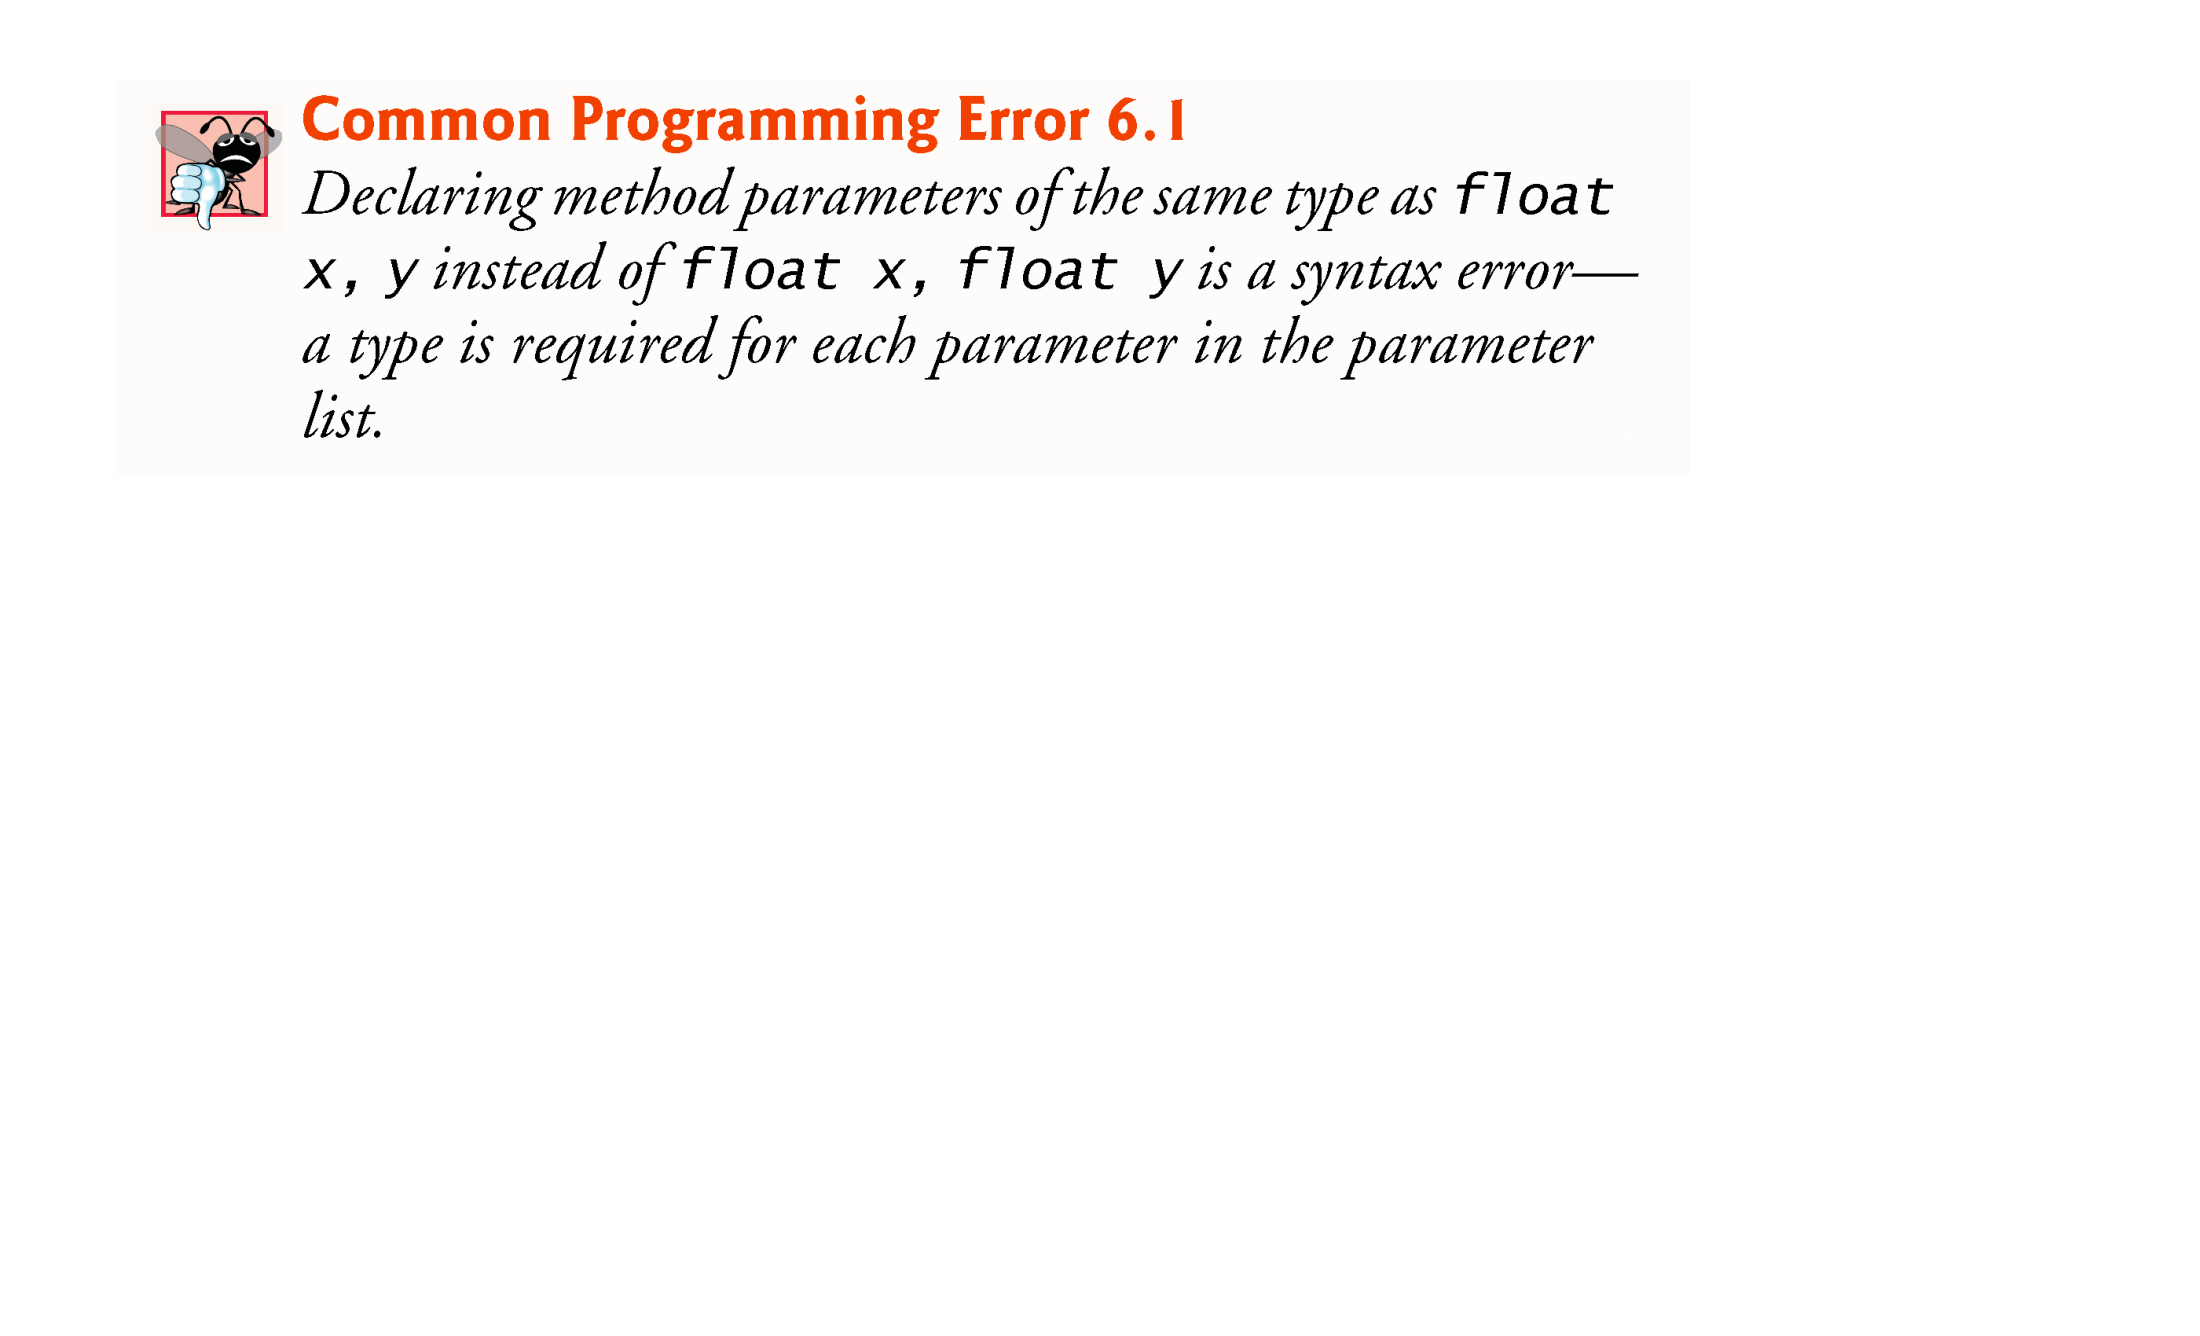 Common Programming Error 6.1
Declaring method parameters of the same type as float
x, y instead of float x, float y is a syntax error—
a type is required for each parameter in the parameter
list.